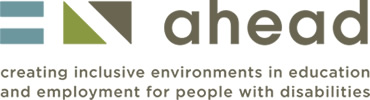 ahead
creating inclusive environments in education
and employment for people with disabilities